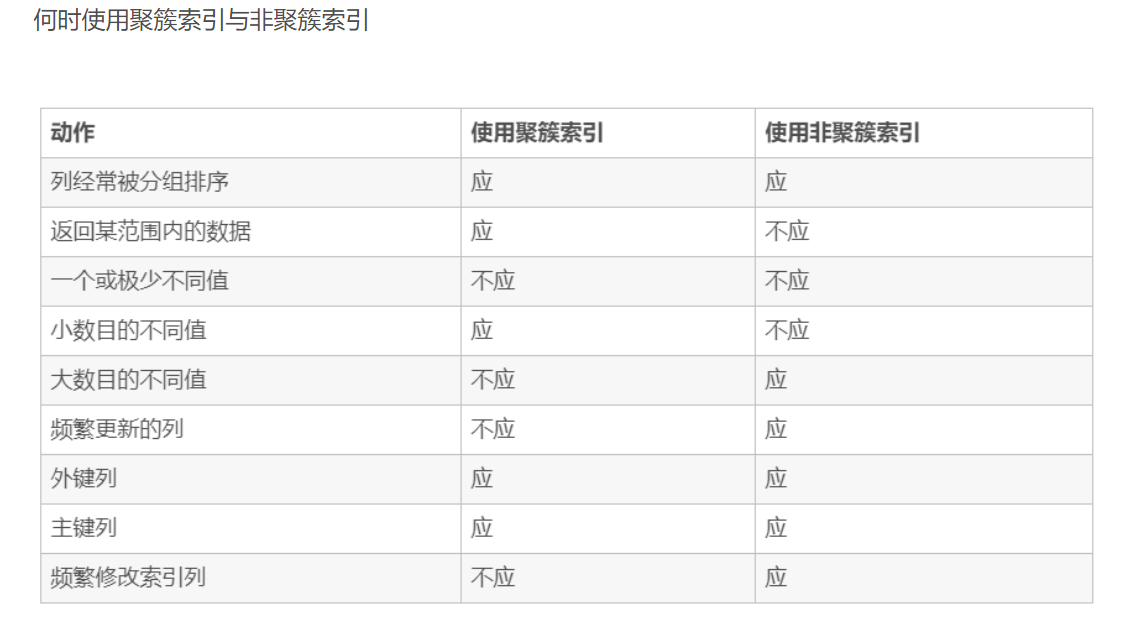 何时使用聚簇索引与非聚簇索引
动作 使用聚簇索引 使用非聚簇索引
列经常被分组排序 应 应
返回某范围内的数据 应 不应
一个或极少不同值 不应 不应
小数目的不同值 应 不应
大数目的不同值 不应 应
频繁更新的列 不应 应
外键列 应 应
主键列 应 应
频繁修改索引列 不应 应